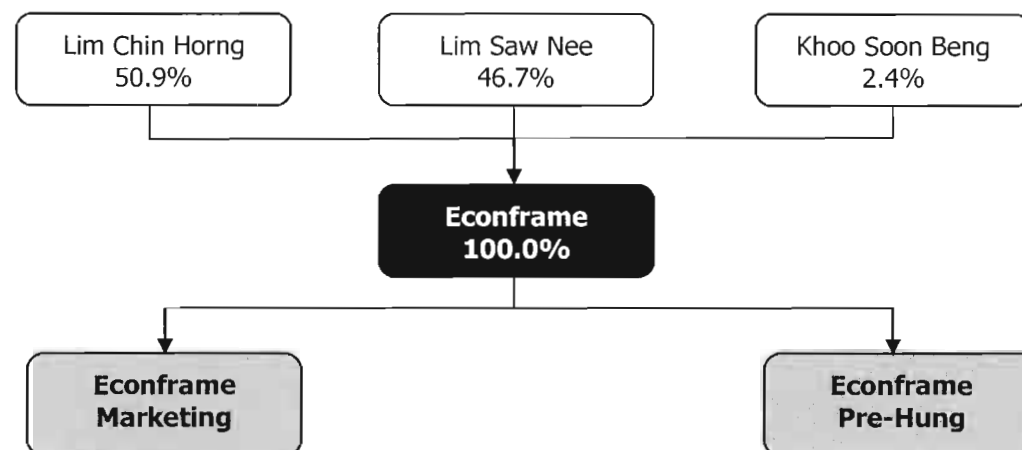 Lim Chin Horng
50.9%
Lim Saw Nee
46.7%
Khoo Soon Beng
2.4%
Econframe
100.0%
Econframe
Marketing
Econframe
Pre-Hung